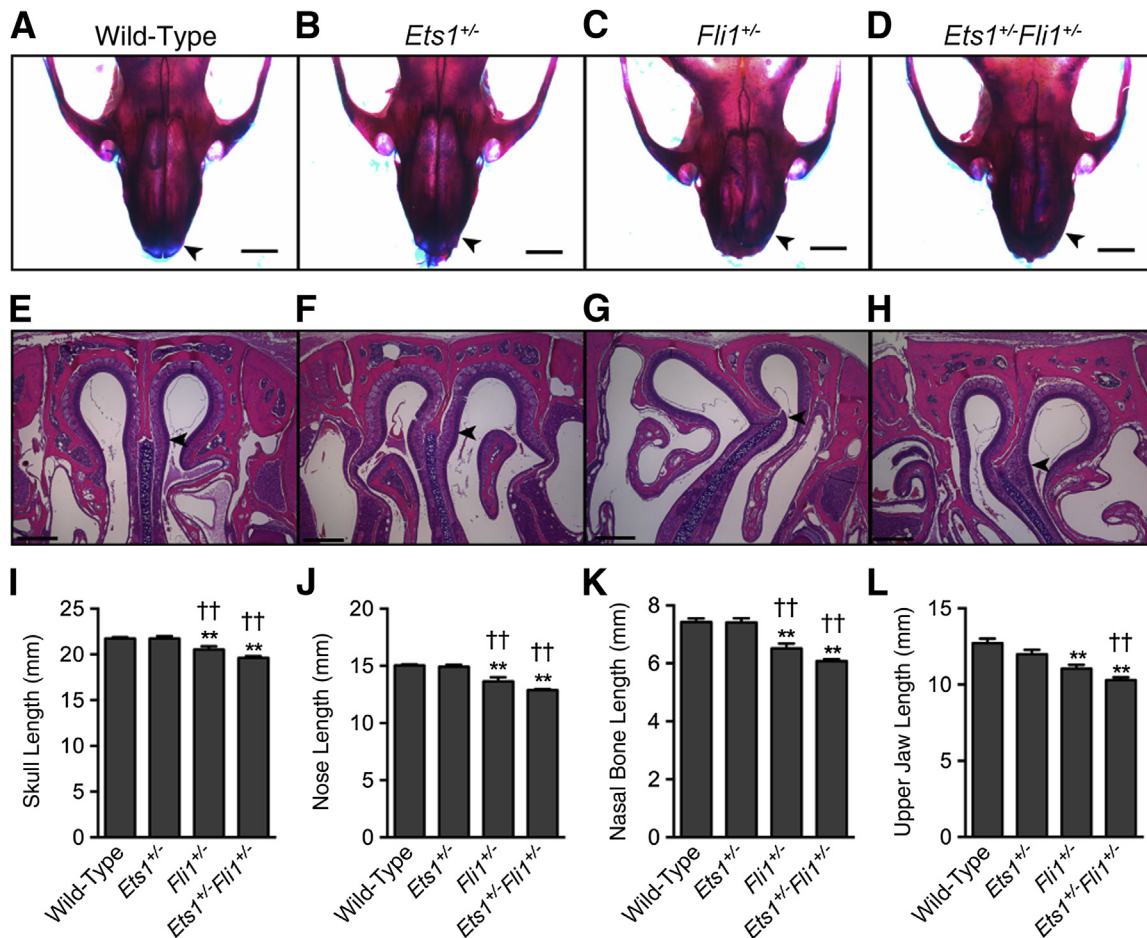 A Wild-Type
B Ets1+/-
C Fli1+/-
D Ets1+/-Fli1+/-
E
F
G
H
I
Skull Length (mm)
25
20
15
10
5
0
††
**
††
**
Wild-Type
Ets1+/-
Fli1+/-
Ets1+/-Fli1+/-
J
Nose Length (mm)
20
15
10
5
0
††
**
††
**
Wild-Type
Ets1+/-
Fli1+/-
Ets1+/-Fli1+/-
K
Nasal Bone Length (mm)
8
6
4
2
0
††
**
††
**
Wild-Type
Ets1+/-
Fli1+/-
Ets1+/-Fli1+/-
L
Upper Jaw Length (mm)
15
10
5
0
**
††
**
Wild-Type
Ets1+/-
Fli1+/-
Ets1+/-Fli1+/-